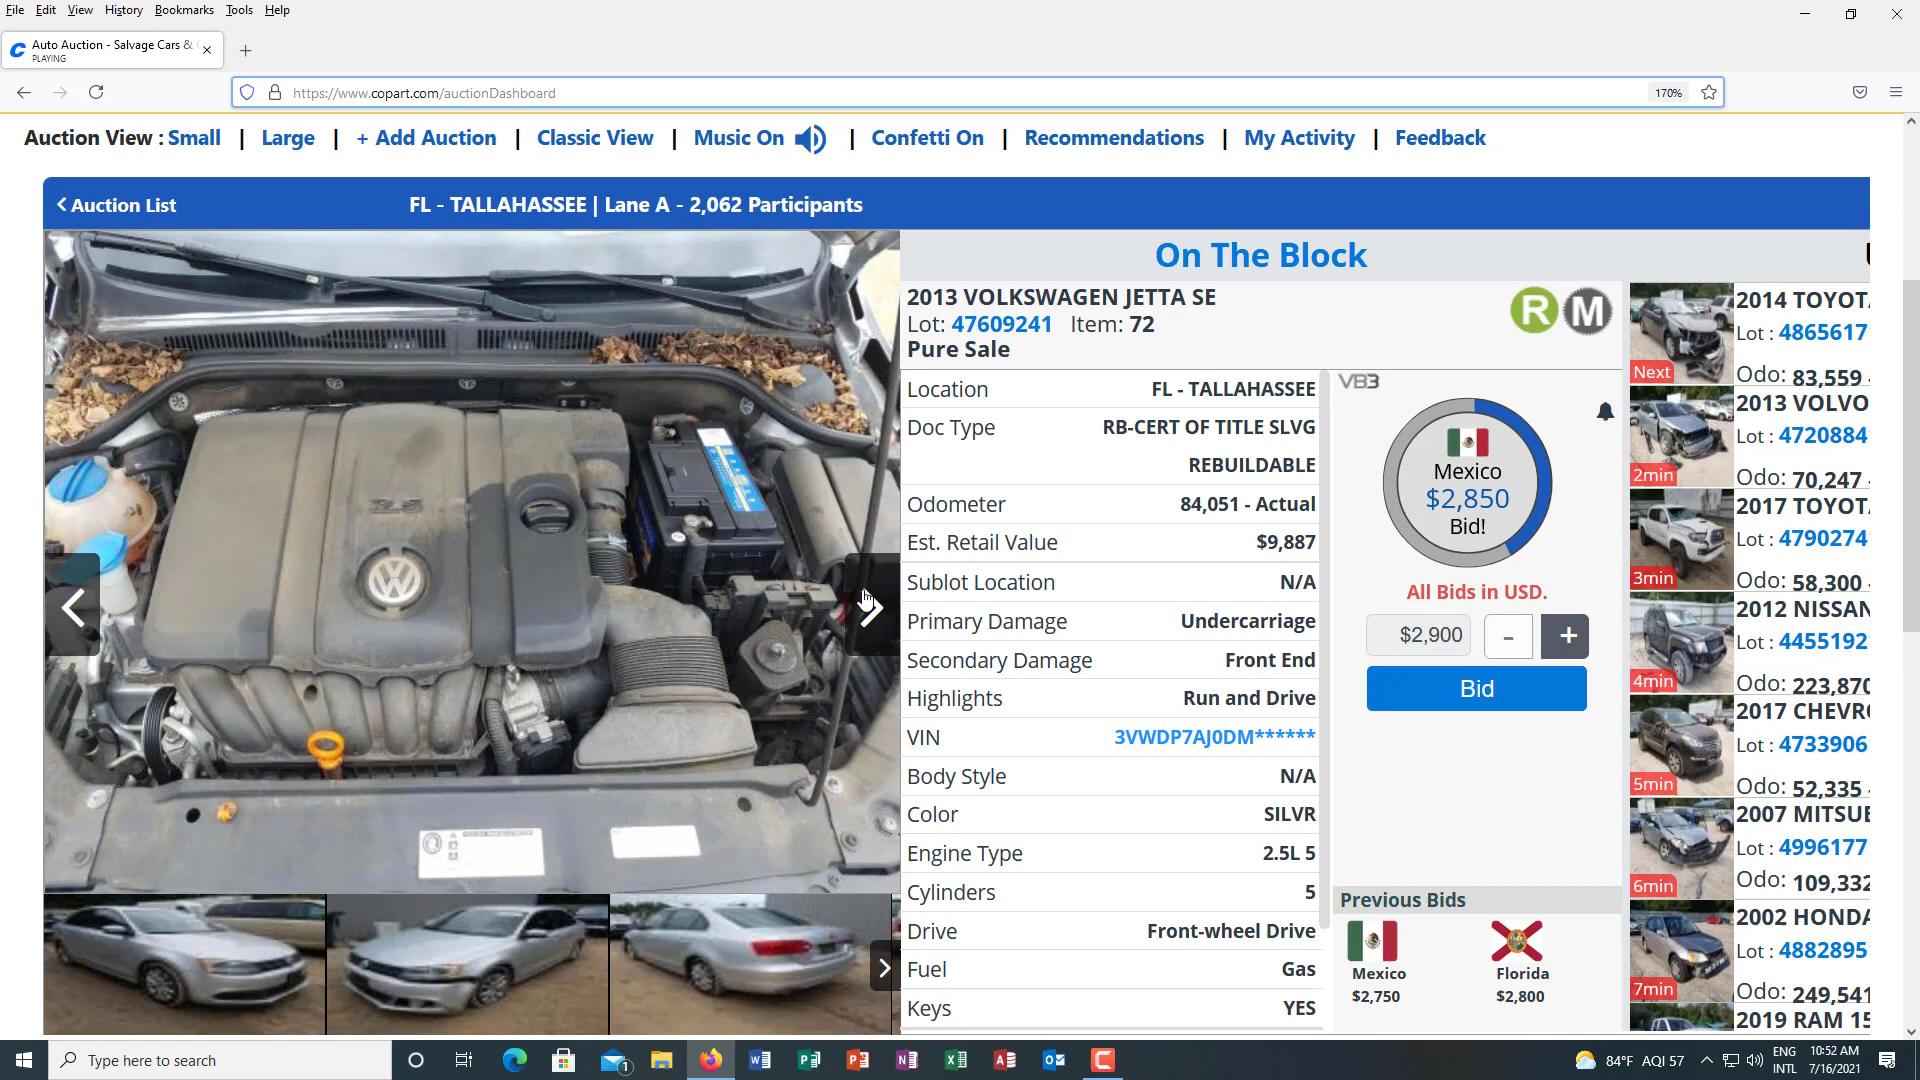 File Edit View History Bookmarks Tools Help
Auto Auction - Salvage Cars &
PLAYING
https://www.copart.com/auctionDashboard
170%
Auction View : Small | Large | + Add Auction | Classic View | Music On | Confetti On | Recommendations | My Activity | Feedback
Auction List
FL - TALLAHASSEE | Lane A - 2,062 Participants
On The Block
2013 VOLKSWAGEN JETTA SE
Lot: 47609241 Item: 72
Pure Sale
R M
Location FL - TALLAHASSEE
Doc Type RB-CERT OF TITLE SLVG
REBUILDABLE
Odometer 84,051 - Actual
Est. Retail Value $9,887
Sublot Location N/A
Primary Damage Undercarriage
Secondary Damage Front End
Highlights Run and Drive
VIN 3VWDP7AJ0DM******
Body Style N/A
Color SILVR
Engine Type 2.5L 5
Cylinders 5
Drive Front-wheel Drive
Fuel Gas
Keys YES
VB3
Mexico
$2,850
Bid!
All Bids in USD.
$2,900 - +
Bid
Previous Bids
Mexico
$2,750
Florida
$2,800
2014 TOYOTA
Lot : 4865617
Next
Odo: 83,559 -
2013 VOLVO
Lot : 4720884
2min
Odo: 70,247 -
2017 TOYOT
Lot : 4790274
3min
Odo: 58,300 -
2012 NISSAN
Lot : 4455192
4min
Odo: 223,870
2017 CHEVR
Lot : 4733906
5min
Odo: 52,335 -
2007 MITSUB
Lot : 4996177
6min
Odo: 109,332
2002 HONDA
Lot : 4882895
7min
Odo: 249,541
2019 RAM 15
2.5
VW
Type here to search
1
84°F AQI 57
ENG
INTL
10:52 AM
7/16/2021